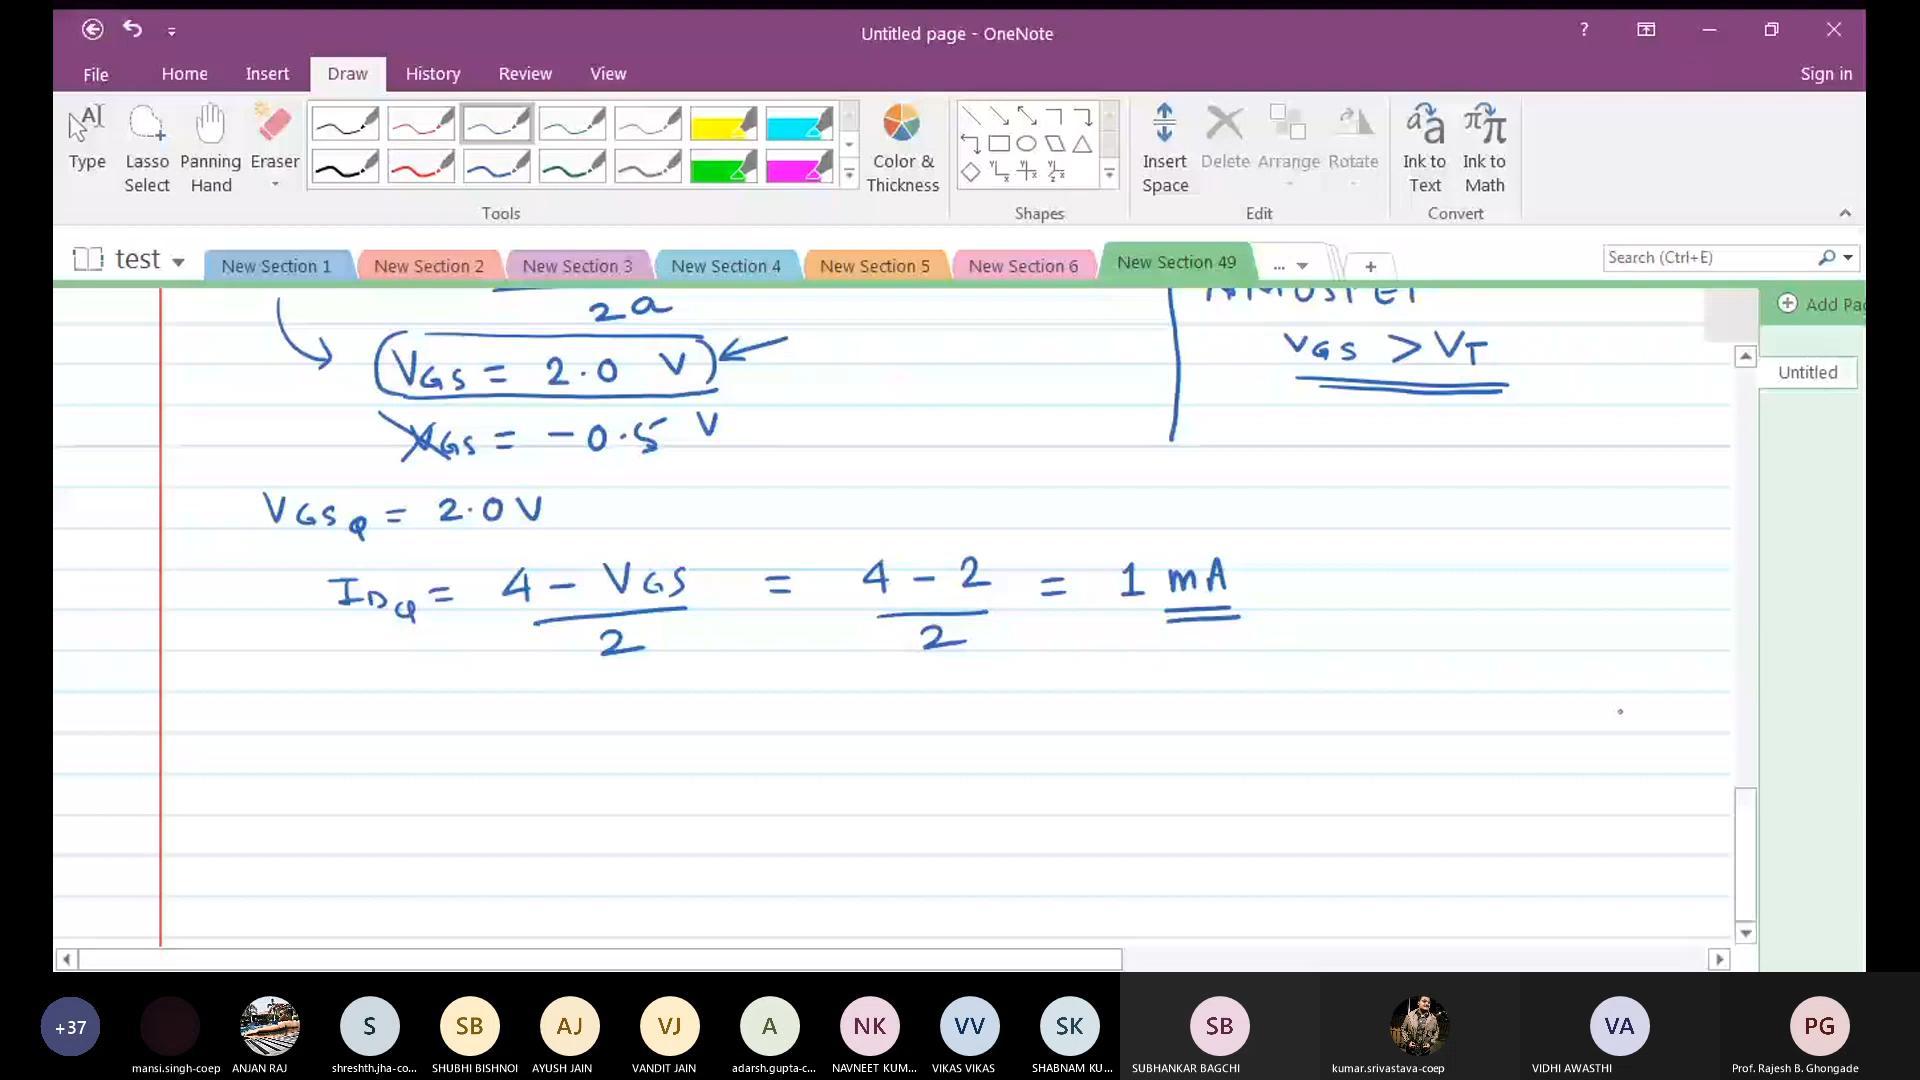 Untitled page - OneNote
?
File Home Insert Draw History Review View
Sign in
Type
Lasso Select
Panning Hand
Eraser
Color & Thickness
Insert Space
Delete
Arrange
Rotate
Ink to Text
Ink to Math
Tools
Shapes
Edit
Convert
test
New Section 1 New Section 2 New Section 3 New Section 4 New Section 5 New Section 6 New Section 49 ... +
Search (Ctrl+E)
Add Pa
Untitled
2a
VGS = 2.0 V
VGS > VT
VGS = -0.5 V
VGSQ = 2.0 V
IDQ = 4 - VGS / 2 = 4 - 2 / 2 = 1 mA
+37 S SB AJ VJ A NK VV SK SB VA PG
mansi.singh-coep ANJAN RAJ shreshth.jha-co... SHUBHI BISHNOI AYUSH JAIN VANDIT JAIN adarsh.gupta-c... NAVNEET KUM... VIKAS VIKAS SHABNAM KU... SUBHANKAR BAGCHI kumar.srivastava-coep VIDHI AWASTHI Prof. Rajesh B. Ghongade